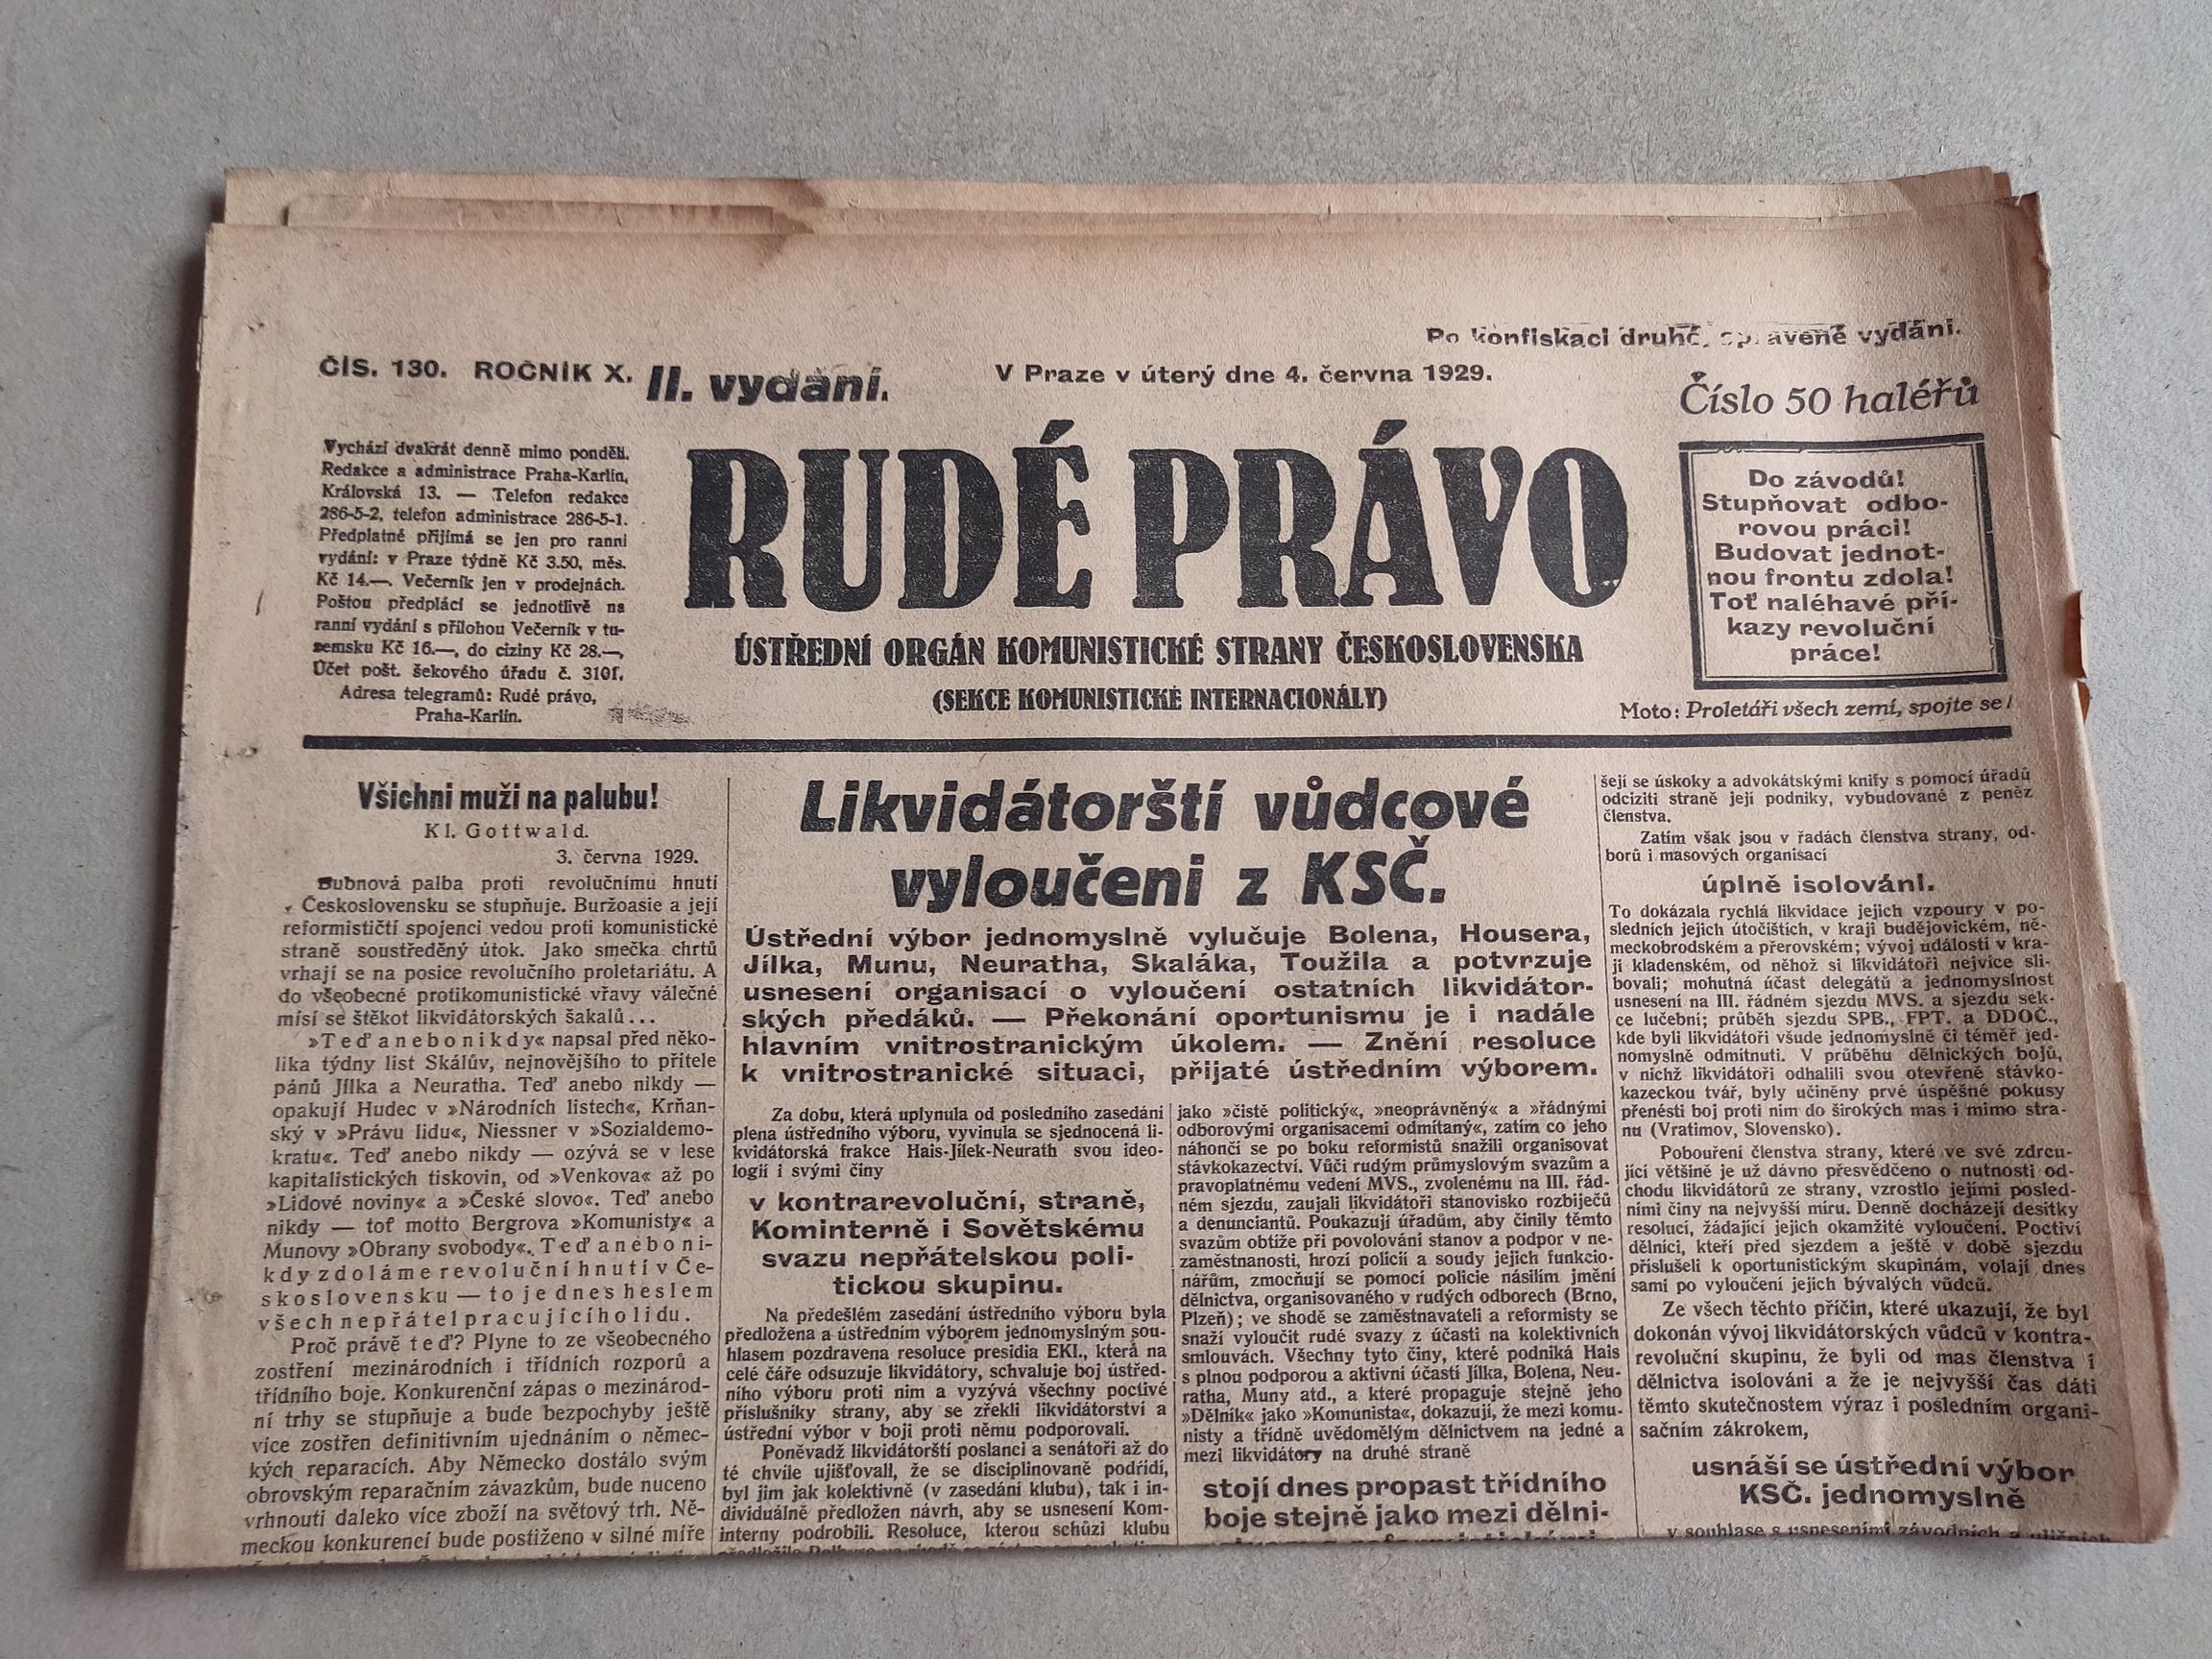 Po konfiskaci druhé, opravené vydání.
ČÍS. 130. ROČNÍK X. II. vydání.
V Praze v úterý dne 4. června 1929.
Číslo 50 haléřů
Vychází dvakrát denně mimo pondělí.
Redakce a administrace Praha-Karlín,
Královská 13. — Telefon redakce
286-5-2, telefon administrace 286-5-1.
Předplatné přijímá se jen pro ranní
vydání: v Praze týdně Kč 3.50, měs.
Kč 14.—. Večerník jen v prodejnách.
Poštou předplácí se jednotlivě na
ranní vydání s přílohou Večerník v tu-
zemsku Kč 16.—, do ciziny Kč 28.—,
Účet pošt. šekového úřadu č. 3101.
Adresa telegramů: Rudé právo,
Praha-Karlín.
RUDÉ PRÁVO
ÚSTŘEDNÍ ORGÁN KOMUNISTICKÉ STRANY ČESKOSLOVENSKA
(SEKCE KOMUNISTICKÉ INTERNACIONÁLY)
Do závodů!
Stupňovat odbo-
rovou práci!
Budovat jednot-
nou frontu zdola!
Toť naléhavé pří-
kazy revoluční
práce!
Moto: Proletáři všech zemí, spojte se!
Všichni muži na palubu!
Kl. Gottwald.
3. června 1929.
Bubnová palba proti revolučnímu hnutí
v Československu se stupňuje. Buržoasie a její
reformističtí spojenci vedou proti komunistické
straně soustředěný útok. Jako smečka chrtů
vrhají se na posice revolučního proletariátu. A
do všeobecné protikomunistické vřavy válečné
mísí se štěkot likvidátorských šakalů...
»Teď anebo nikdy« napsal před něko-
lika týdny list Skálův, nejnovějšího to přítele
pánů Jílka a Neuratha. Teď anebo nikdy —
opakují Hudec v »Národních listech«, Krňan-
ský v »Právu lidu«, Niessner v »Sozialdemo-
kratu«. Teď anebo nikdy — ozývá se v lese
kapitalistických tiskovin, od »Venkova« až po
»Lidové noviny« a »České slovo«. Teď anebo
nikdy — toť motto Bergrova »Komunisty« a
Munovy »Obrany svobody«. Teď anebo ni-
kdy zdoláme revoluční hnutí v Če-
skoslovensku — to je dnes heslem
všech nepřátel pracujícího lidu.
Proč právě teď? Plyne to ze všeobecného
zostření mezinárodních i třídních rozporů a
třídního boje. Konkurenční zápas o mezinárod-
ní trhy se stupňuje a bude bezpochyby ještě
více zostřen definitivním ujednáním o němec-
kých reparacích. Aby Německo dostálo svým
obrovským reparačním závazkům, bude nuceno
vrhnouti daleko více zboží na světový trh. Ně-
meckou konkurencí bude postiženo v silné míře
Likvidátorští vůdcové
vyloučeni z KSČ.
Ústřední výbor jednomyslně vylučuje Bolena, Housera,
Jílka, Munu, Neuratha, Skaláka, Toužila a potvrzuje
usnesení organisací o vyloučení ostatních likvidátor-
ských předáků. — Překonání oportunismu je i nadále
hlavním vnitrostranickým úkolem. — Znění resoluce
k vnitrostranické situaci, přijaté ústředním výborem.
Za dobu, která uplynula od posledního zasedání
plena ústředního výboru, vyvinula se sjednocená li-
kvidátorská frakce Hais-Jílek-Neurath svou ideo-
logií i svými činy
v kontrarevoluční, straně,
Kominterně i Sovětskému
svazu nepřátelskou poli-
tickou skupinu.
Na předešlém zasedání ústředního výboru byla
předložena a ústředním výborem jednomyslným sou-
hlasem pozdravena resoluce presidia EKI., která na
celé čáře odsuzuje likvidátory, schvaluje boj ústřed-
ního výboru proti nim a vyzývá všechny poctivé
příslušníky strany, aby se zřekli likvidátorství a
ústřední výbor v boji proti němu podporovali.
Poněvadž likvidátorští poslanci a senátoři až do
té chvíle ujišťovali, že se disciplinovaně podřídí,
byl jim jak kolektivně (v zasedání klubu), tak i in-
dividuálně předložen návrh, aby se usnesení Kom-
interny podrobili. Resoluce, kterou schůzi klubu
jako »čistě politický«, »neoprávněný« a »řádnými
odborovými organisacemi odmítaný«, zatím co jeho
náhončí se po boku reformistů snažili organisovat
stávkokazectví. Vůči rudým průmyslovým svazům a
pravoplatnému vedení MVS., zvolenému na III. řád-
ném sjezdu, zaujali likvidátoři stanovisko rozbíječů
a denunciantů. Poukazují úřadům, aby činily těmto
svazům obtíže při povolování stanov a podpor v ne-
zaměstnanosti, hrozí policií a soudy jejich funkcio-
nářům, zmocňují se pomocí policie násilím jmění
dělnictva, organisovaného v rudých odborech (Brno,
Plzeň); ve shodě se zaměstnavateli a reformisty se
snaží vyloučit rudé svazy z účasti na kolektivních
smlouvách. Všechny tyto činy, které podniká Hais
s plnou podporou a aktivní účastí Jílka, Bolena, Neu-
ratha, Muny atd., a které propaguje stejně jeho
»Dělník« jako »Komunista«, dokazují, že mezi komu-
nisty a třídně uvědomělým dělnictvem na jedné a
mezi likvidátory na druhé straně
stojí dnes propast třídního
boje stejně jako mezi dělni-
šejí se úskoky a advokátskými knify s pomocí úřadů
odciziti straně její podniky, vybudované z peněz
členstva.
Zatím však jsou v řadách členstva strany, od-
borů i masových organisací
úplně isolováni.
To dokázala rychlá likvidace jejich vzpoury v po-
sledních jejich útočištích, v kraji budějovickém, ně-
meckobrodském a přerovském; vývoj událostí v kra-
ji kladenském, od něhož si likvidátoři nejvíce sli-
bovali; mohutná účast delegátů a jednomyslnost
usnesení na III. řádném sjezdu MVS. a sjezdu sek-
ce lučební; průběh sjezdu SPB., FPT. a DDOČ.,
kde byli likvidátoři všude jednomyslně či téměř jed-
nomyslně odmítnuti. V průběhu dělnických bojů,
v nichž likvidátoři odhalili svou otevřeně stávko-
kazeckou tvář, byly učiněny prvé úspěšné pokusy
přenésti boj proti nim do širokých mas i mimo stra-
nu (Vratimov, Slovensko).
Pobouření členstva strany, které ve své zdrcu-
jící většině je už dávno přesvědčeno o nutnosti od-
chodu likvidátorů ze strany, vzrostlo jejími posled-
ními činy na nejvyšší míru. Denně docházejí desítky
resolucí, žádající jejich okamžité vyloučení. Poctiví
dělníci, kteří před sjezdem a ještě v době sjezdu
příslušeli k oportunistickým skupinám, volají dnes
sami po vyloučení jejich bývalých vůdců.
Ze všech těchto příčin, které ukazují, že byl
dokonán vývoj likvidátorských vůdců v kontra-
revoluční skupinu, že byli od mas členstva i
dělnictva isolováni a že je nejvyšší čas dáti
těmto skutečnostem výraz i posledním organi-
sačním zákrokem,
usnáší se ústřední výbor
KSČ. jednomyslně
v souhlase s usneseními závodních a uličních